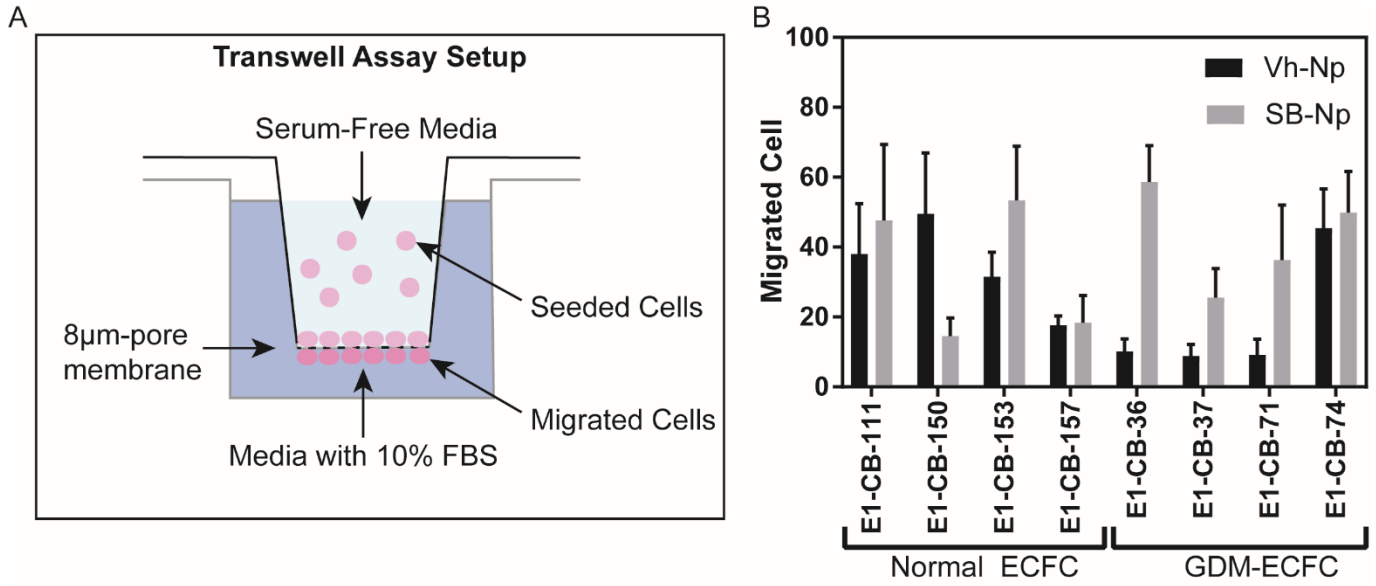 A
Transwell Assay Setup
Serum-Free Media
Seeded Cells
8µm-pore
membrane
Migrated Cells
Media with 10% FBS
B
Migrated Cell
100
80
60
40
20
0
Vh-Np
SB-Np
E1-CB-111
E1-CB-150
E1-CB-153
E1-CB-157
E1-CB-36
E1-CB-37
E1-CB-71
E1-CB-74
Normal ECFC
GDM-ECFC